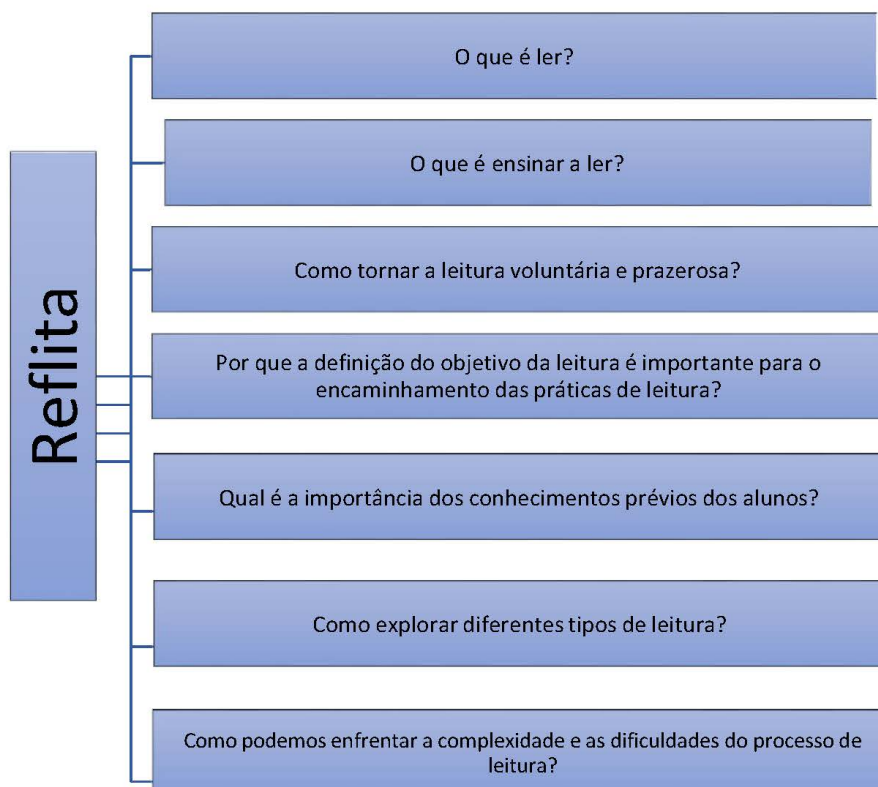 Reflita
O que é ler?
O que é ensinar a ler?
Como tornar a leitura voluntária e prazerosa?
Por que a definição do objetivo da leitura é importante para o
encaminhamento das práticas de leitura?
Qual é a importância dos conhecimentos prévios dos alunos?
Como explorar diferentes tipos de leitura?
Como podemos enfrentar a complexidade e as dificuldades do processo de
leitura?